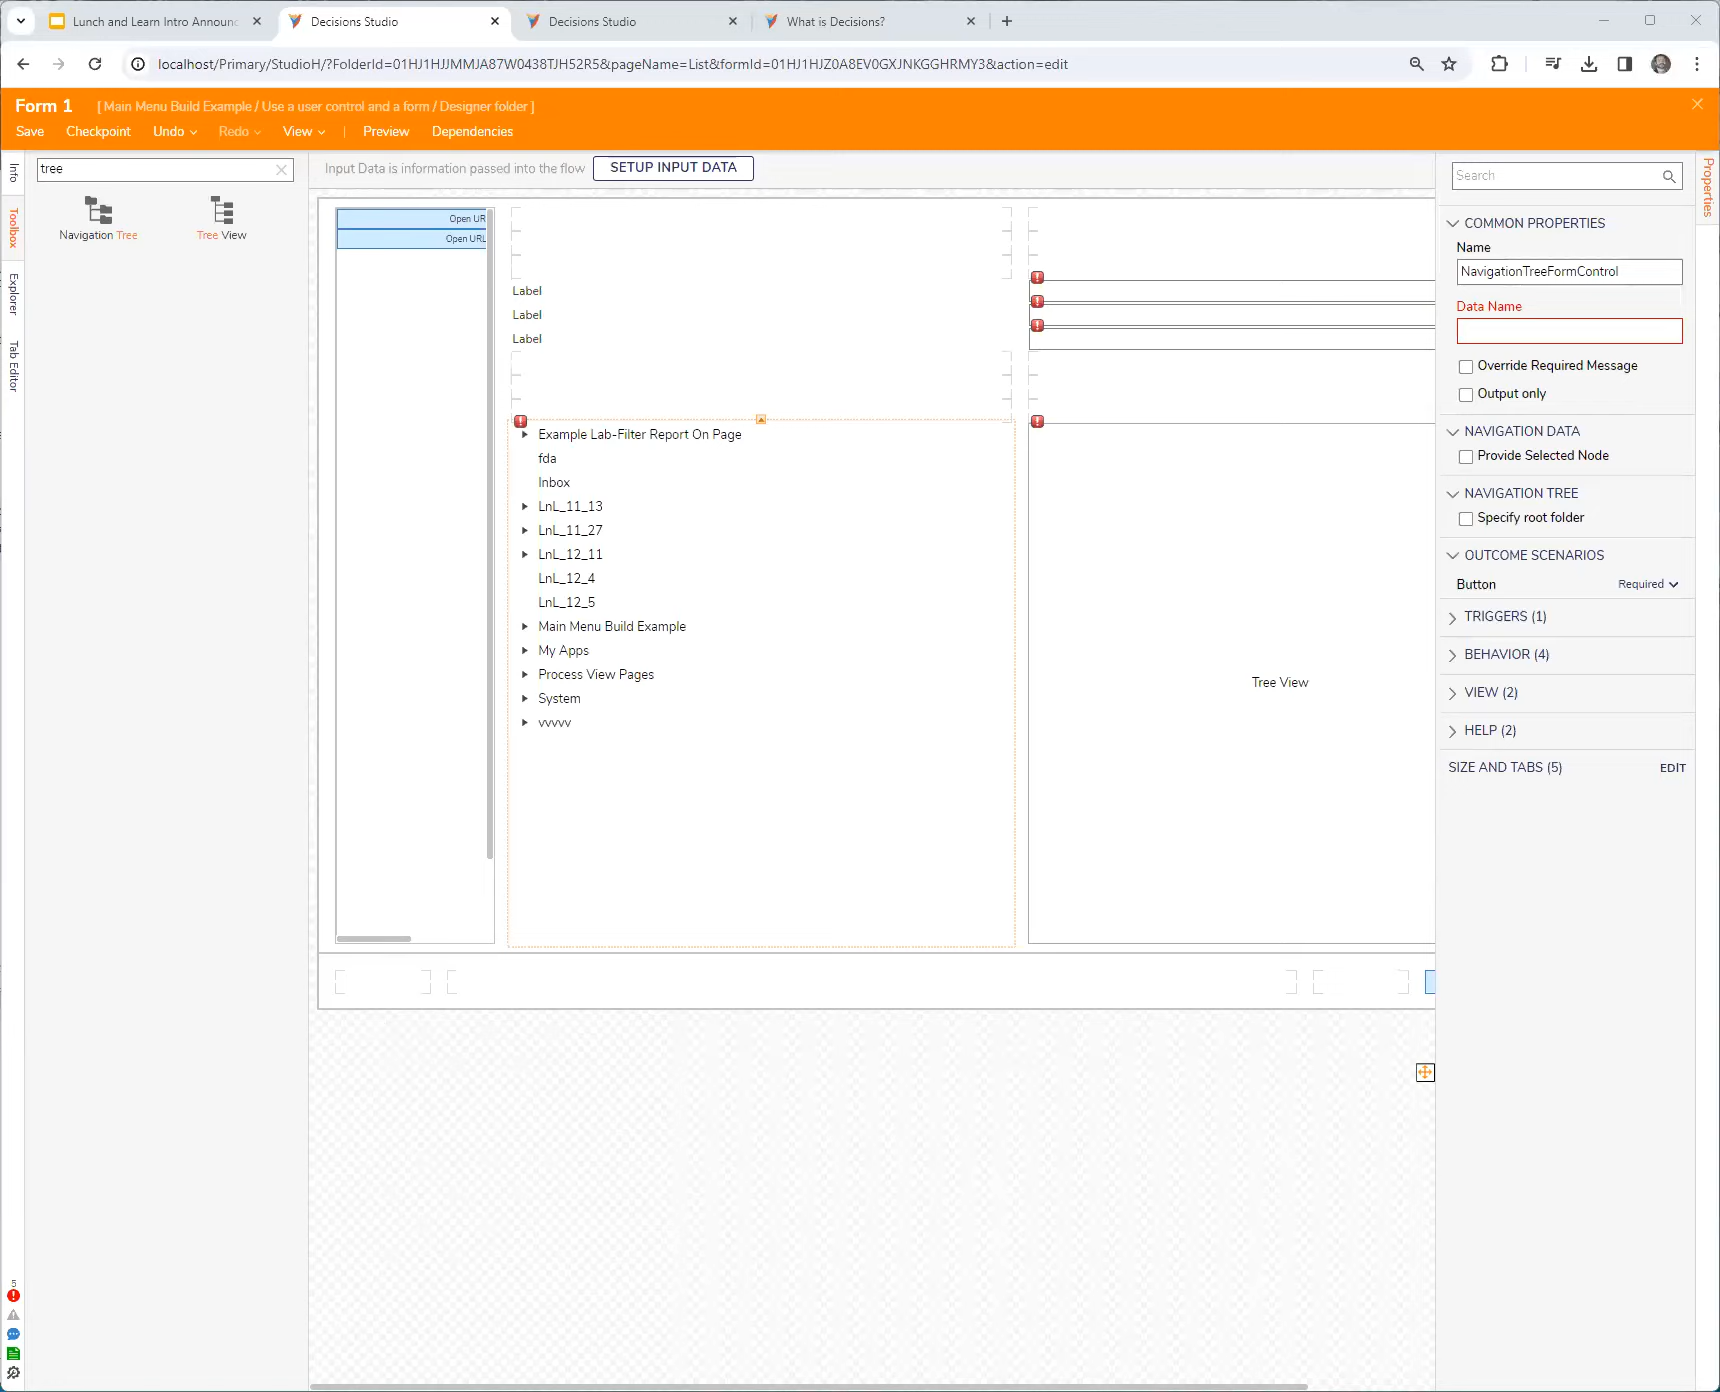 Lunch and Learn Intro Announc
Decisions Studio
Decisions Studio
What is Decisions?
localhost/Primary/StudioH/?FolderId=01HJ1HJJMMJA87W0438TJH52R5&pageName=List&formId=01HJ1HJZ0A8EV0GXJNKGGHRMY3&action=edit
Form 1
[ Main Menu Build Example / Use a user control and a form / Designer folder ]
Save
Checkpoint
Undo
Redo
View
Preview
Dependencies
Info
Toolbox
Explorer
Tab Editor
tree
Navigation Tree
Tree View
Input Data is information passed into the flow
SETUP INPUT DATA
Open UR
Open URL
Label
Label
Label
Example Lab-Filter Report On Page
fda
Inbox
LnL_11_13
LnL_11_27
LnL_12_11
LnL_12_4
LnL_12_5
Main Menu Build Example
My Apps
Process View Pages
System
vvvvv
Tree View
Properties
Search
COMMON PROPERTIES
Name
NavigationTreeFormControl
Data Name
Override Required Message
Output only
NAVIGATION DATA
Provide Selected Node
NAVIGATION TREE
Specify root folder
OUTCOME SCENARIOS
Button
Required
TRIGGERS (1)
BEHAVIOR (4)
VIEW (2)
HELP (2)
SIZE AND TABS (5)
EDIT
5